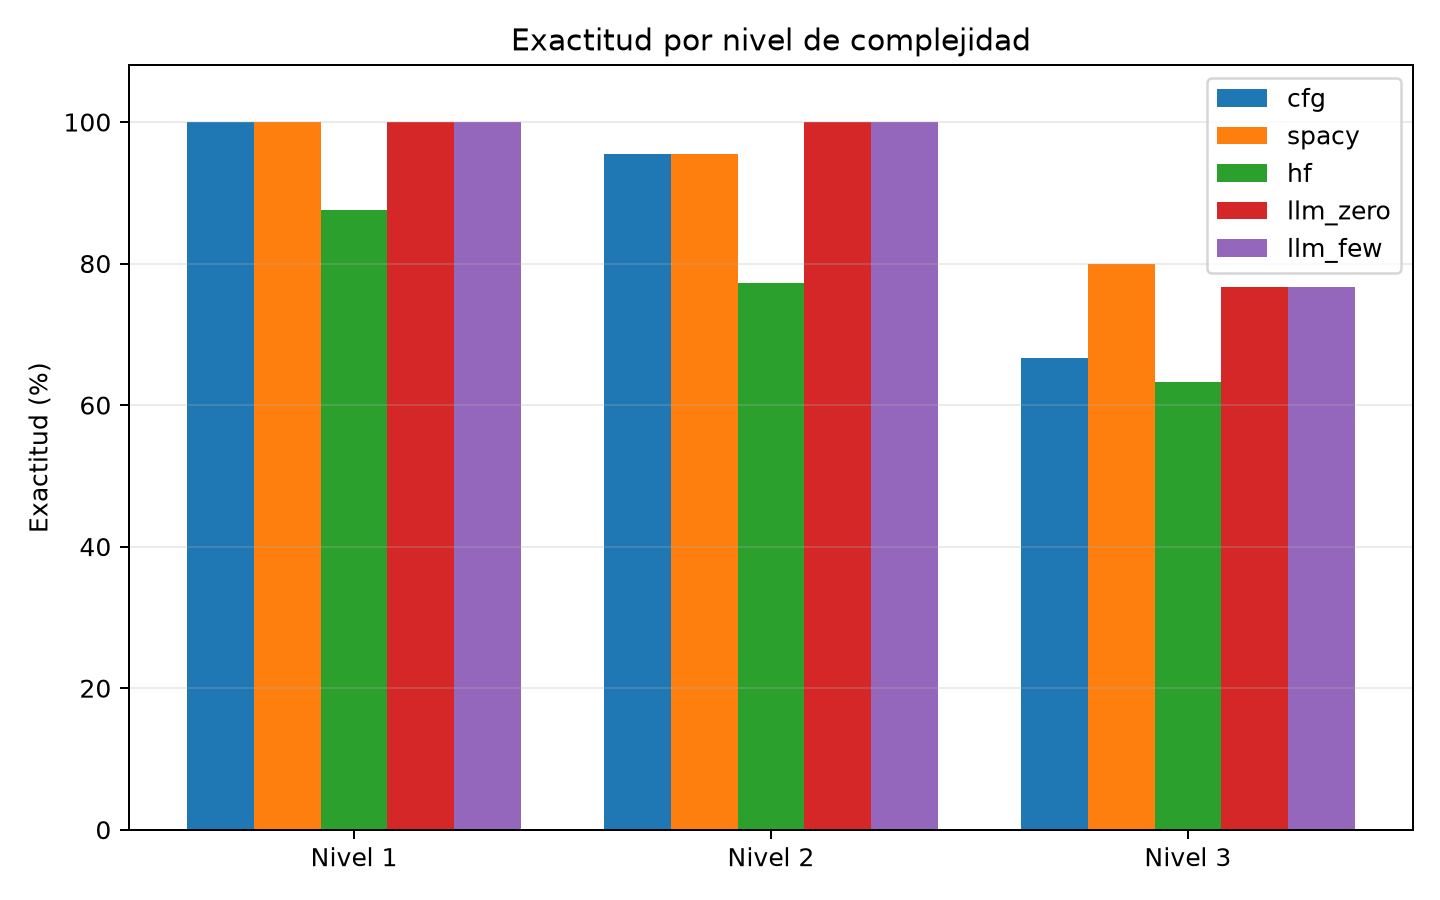 Exactitud por nivel de complejidad
cfg
spacy
hf
llm_zero
llm_few
100
80
60
40
20
0
Exactitud (%)
Nivel 1
Nivel 2
Nivel 3